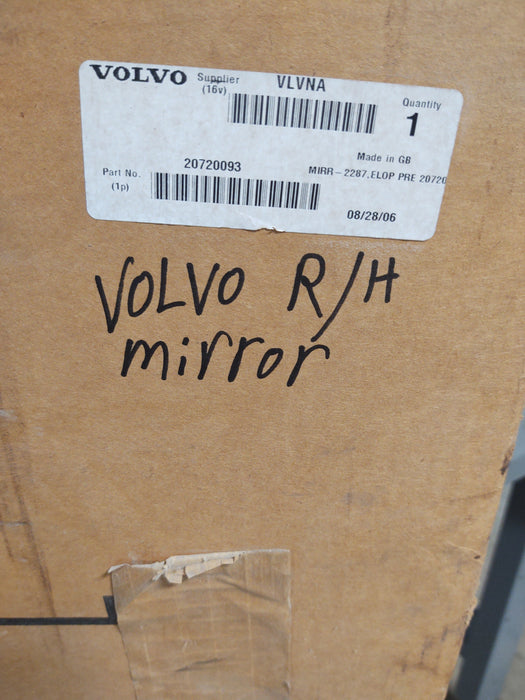 VOLVO Supplier VLVNA
(16v)
Quantity
1
Made in GB
Part No. 20720093 MIRR-2287.ELOP PRE 20720
(1p)
08/28/06
VOLVO R/H
mirror